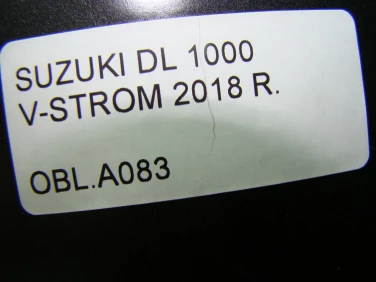 SUZUKI DL 1000
V-STROM 2018 R.
OBL.A083